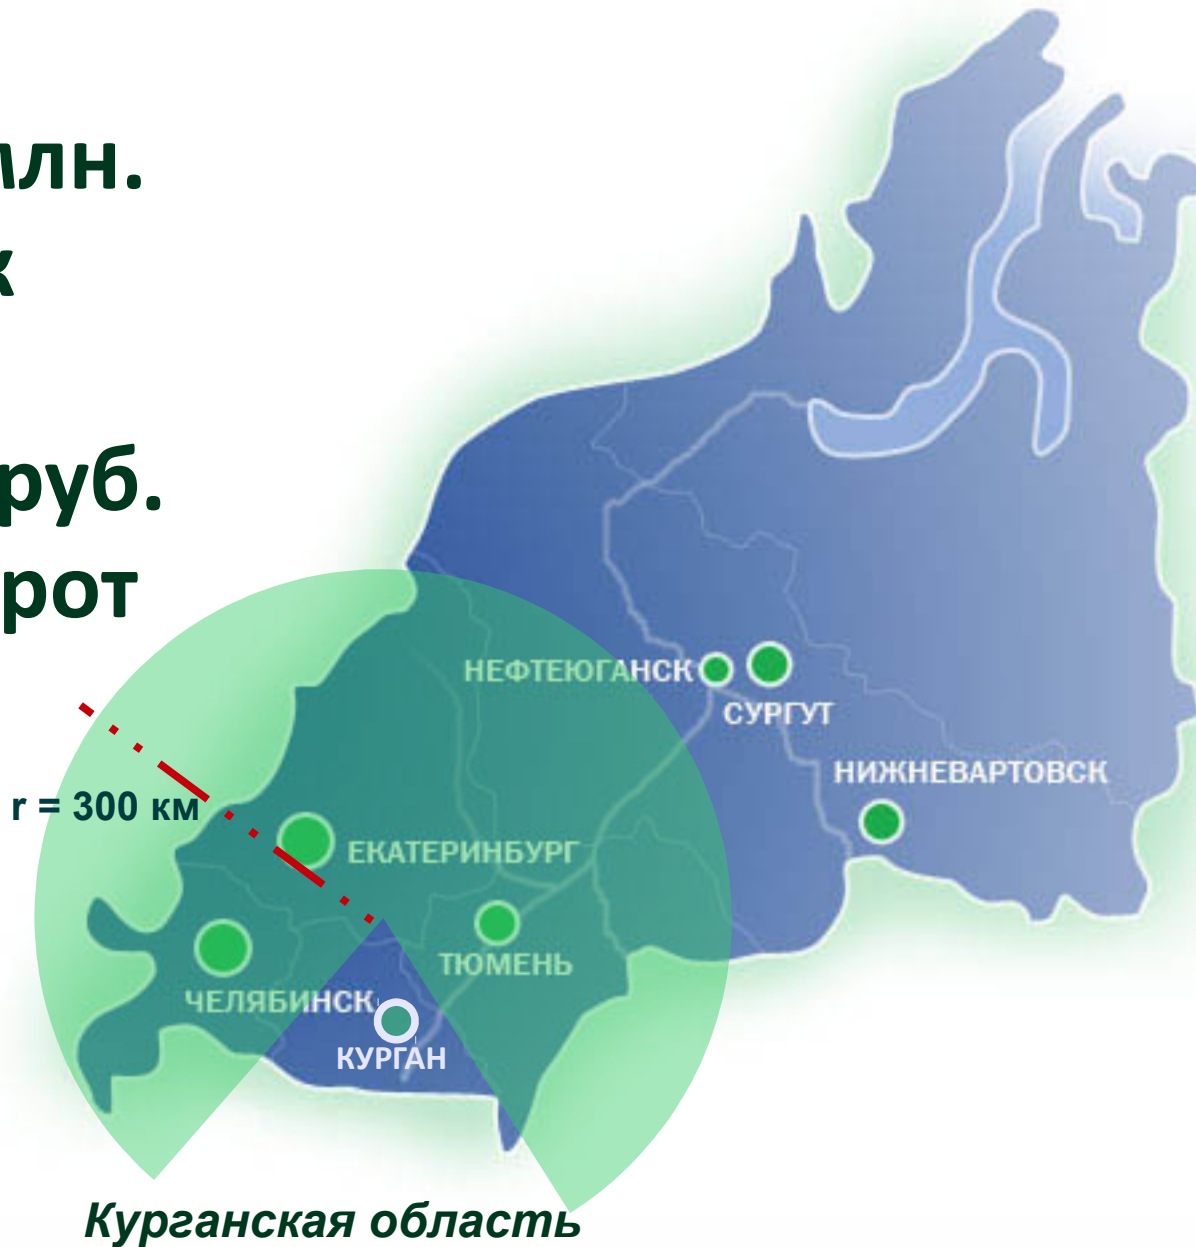 млн.
к
руб.
рот
НЕФТЕЮГАНСК
СУРГУТ
НИЖНЕВАРТОВСК
r = 300 км
ЕКАТЕРИНБУРГ
ТЮМЕНЬ
ЧЕЛЯБИНСК
КУРГАН
Курганская область